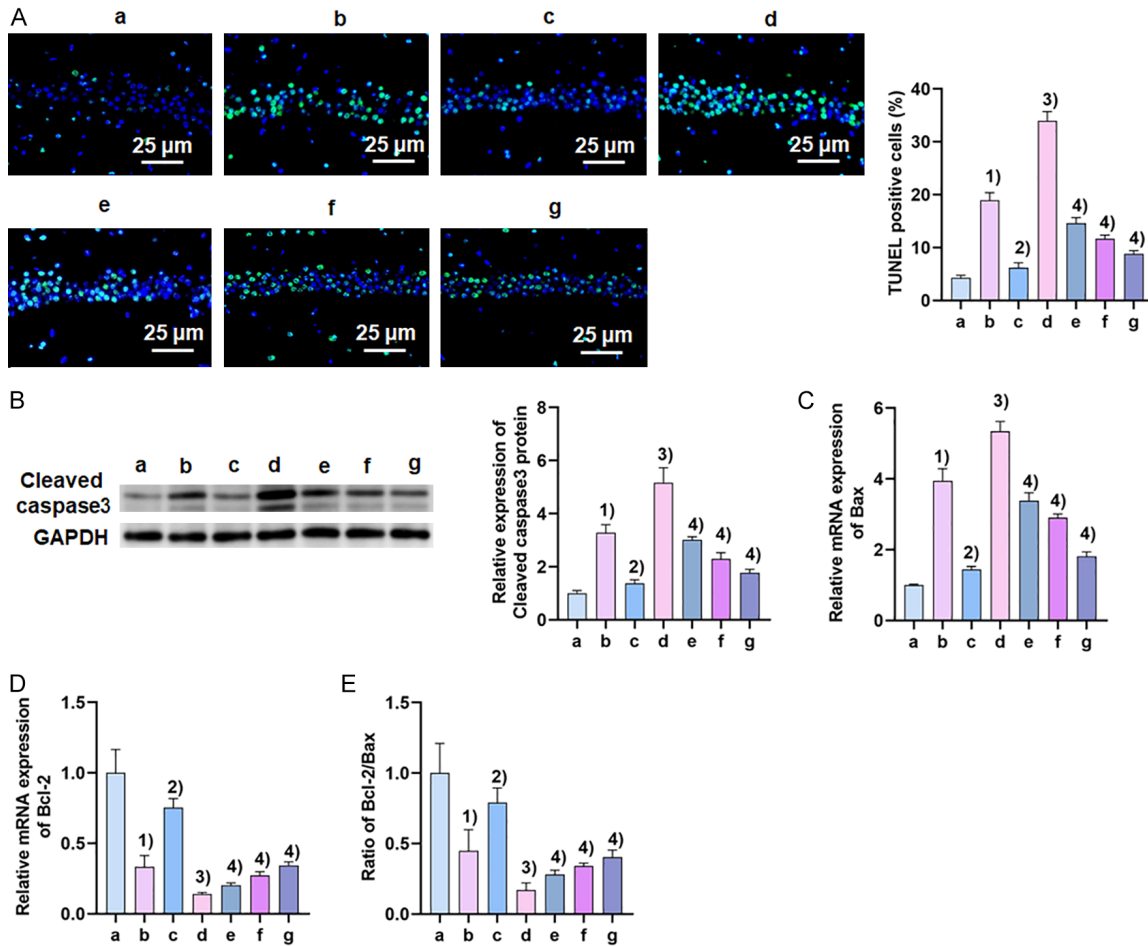 A
a
b
c
d
25 µm
25 µm
25 µm
25 µm
e
f
g
25 µm
25 µm
25 µm
TUNEL positive cells (%)
40
30
20
10
0
1)
2)
3)
4)
4)
4)
a b c d e f g
B
a b c d e f g
Cleaved
caspase3
GAPDH
Relative expression of
Cleaved caspase3 protein
8
6
4
2
0
1)
2)
3)
4)
4)
4)
a b c d e f g
C
Relative mRNA expression
of Bax
6
4
2
0
1)
2)
3)
4)
4)
4)
a b c d e f g
D
Relative mRNA expression
of Bcl-2
1.5
1.0
0.5
0.0
1)
2)
3)
4)
4)
4)
a b c d e f g
E
Ratio of Bcl-2/Bax
1.5
1.0
0.5
0.0
1)
2)
3)
4)
4)
4)
a b c d e f g